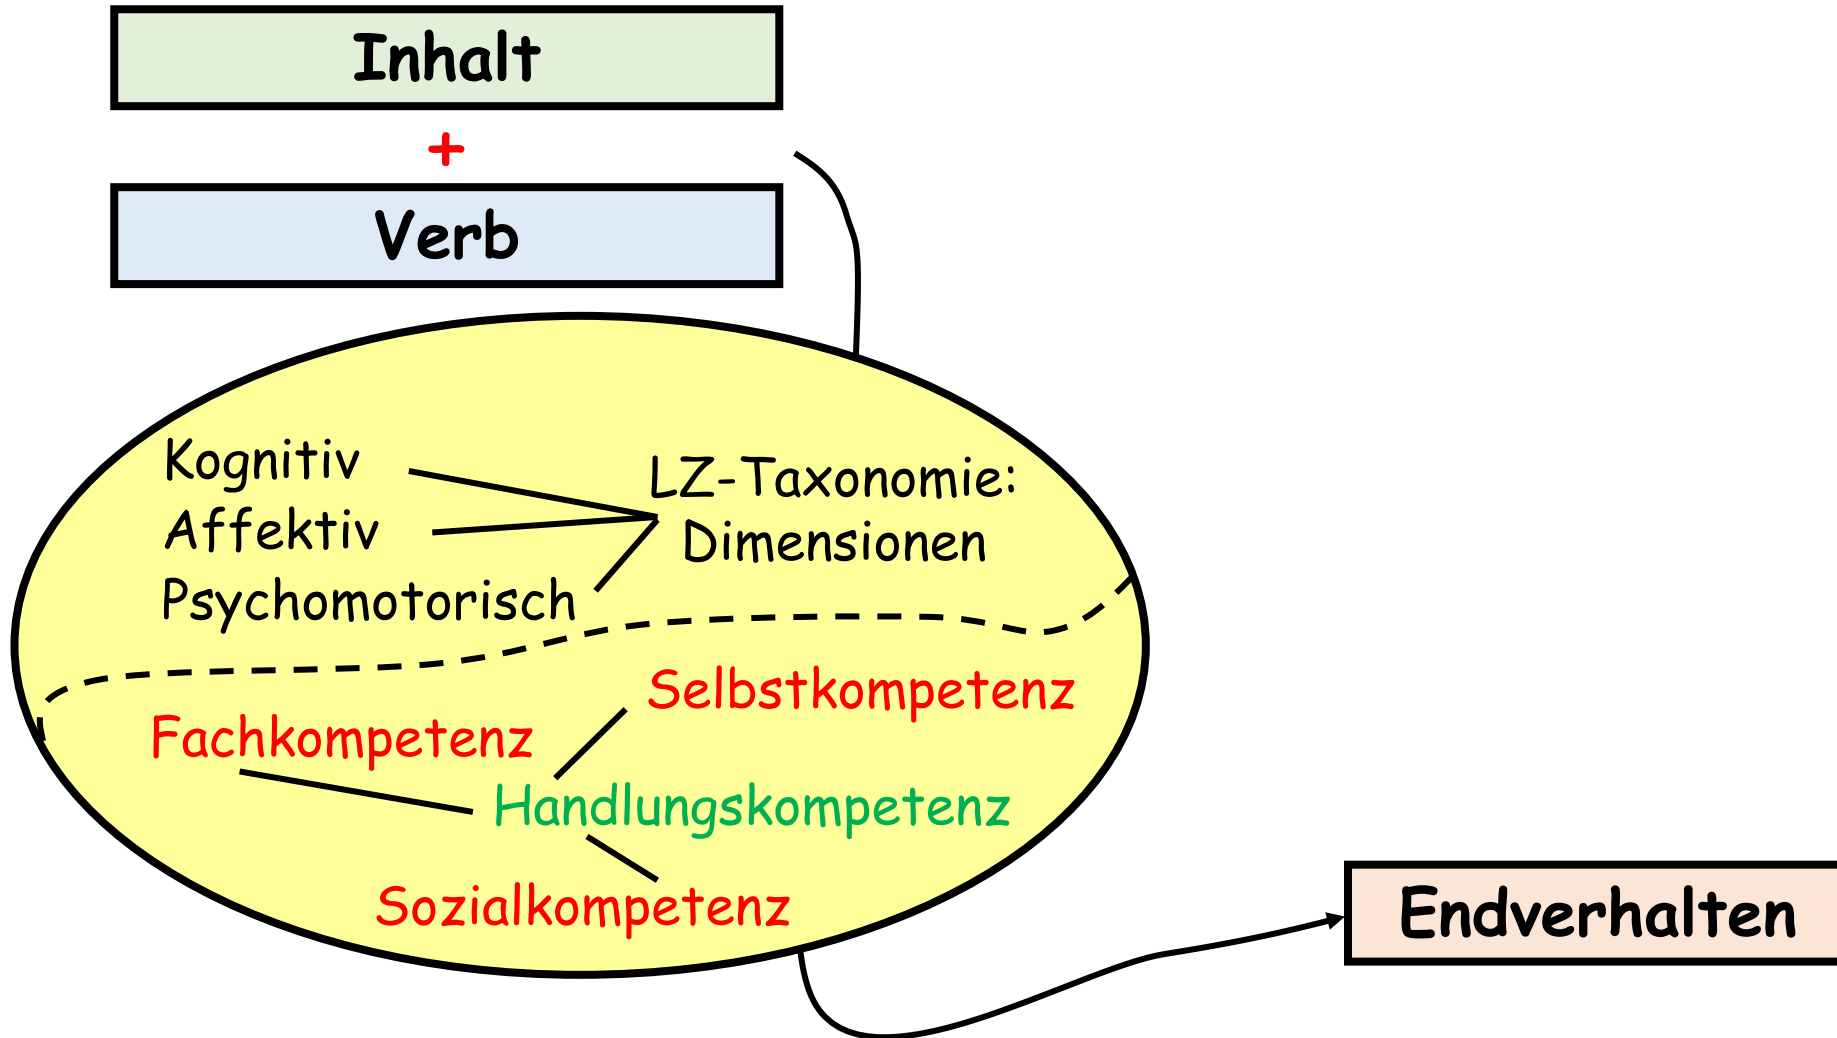 Inhalt
+
Verb
Kognitiv
Affektiv
Psychomotorisch
LZ-Taxonomie:
Dimensionen
Selbstkompetenz
Fachkompetenz
Handlungskompetenz
Sozialkompetenz
Endverhalten